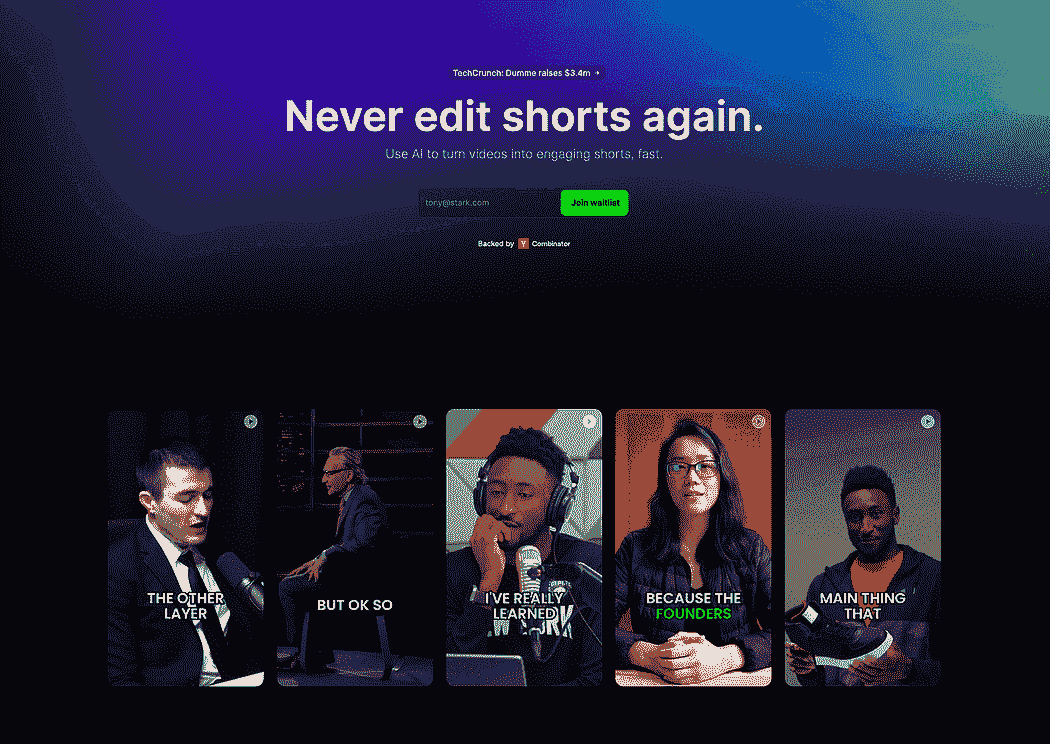 TechCrunch: Dumme raises $3.4m →
Never edit shorts again.
Use AI to turn videos into engaging shorts, fast.
tony@stark.com
Join waitlist
Backed by Y Combinator
THE OTHER
LAYER
BUT OK SO
I'VE REALLY
LEARNED
BECAUSE THE
FOUNDERS
MAIN THING
THAT